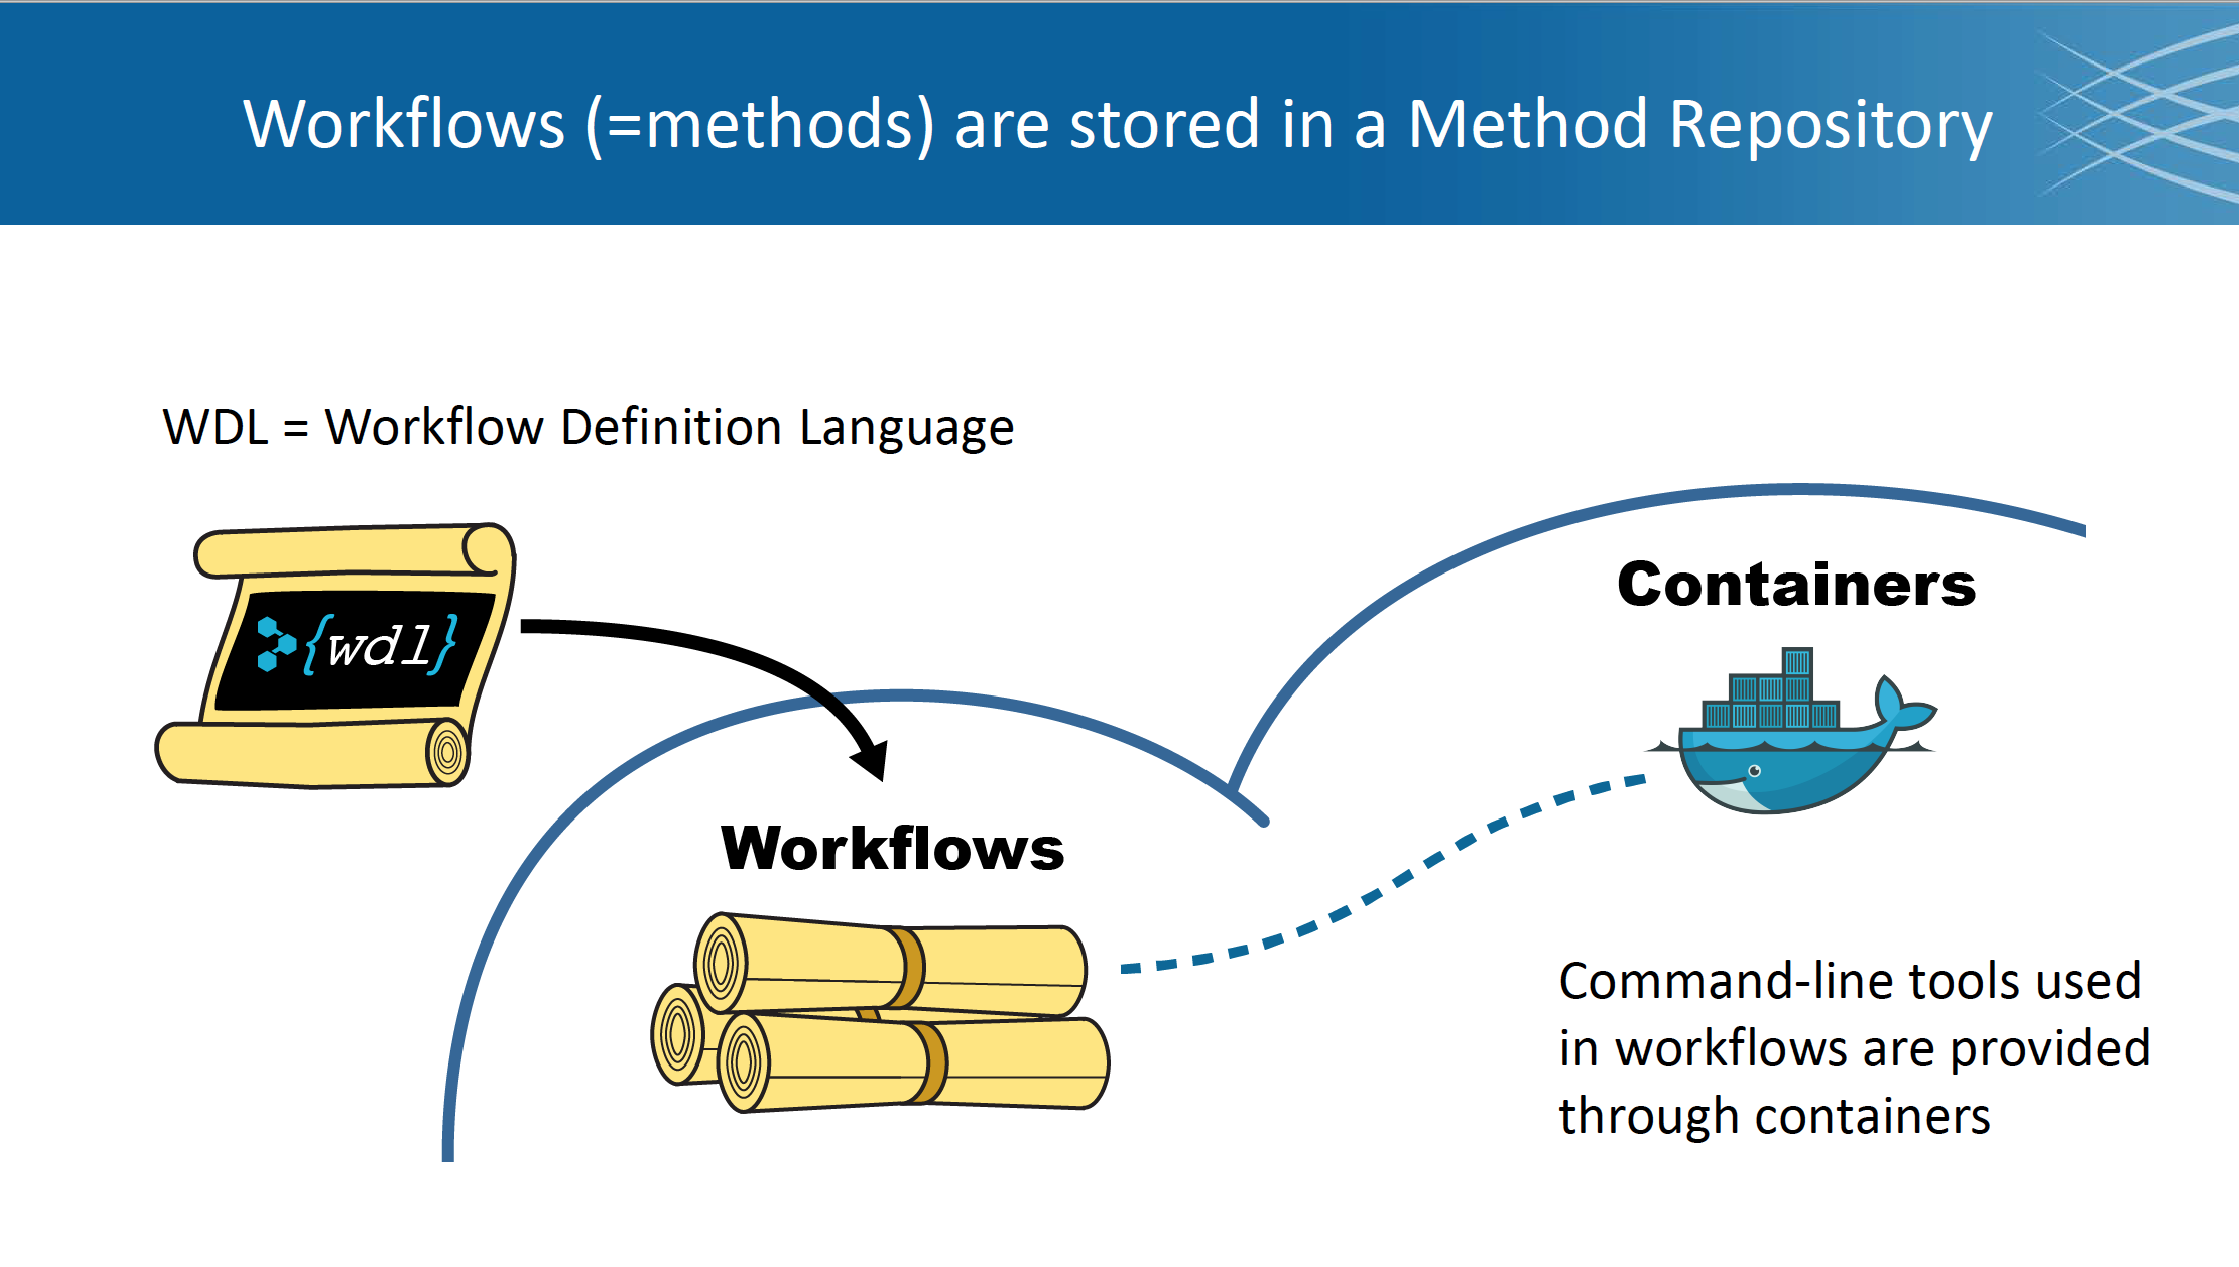 Workflows (=methods) are stored in a Method Repository
WDL = Workflow Definition Language
{wdl}
Containers
Workflows
Command-line tools used
in workflows are provided
through containers